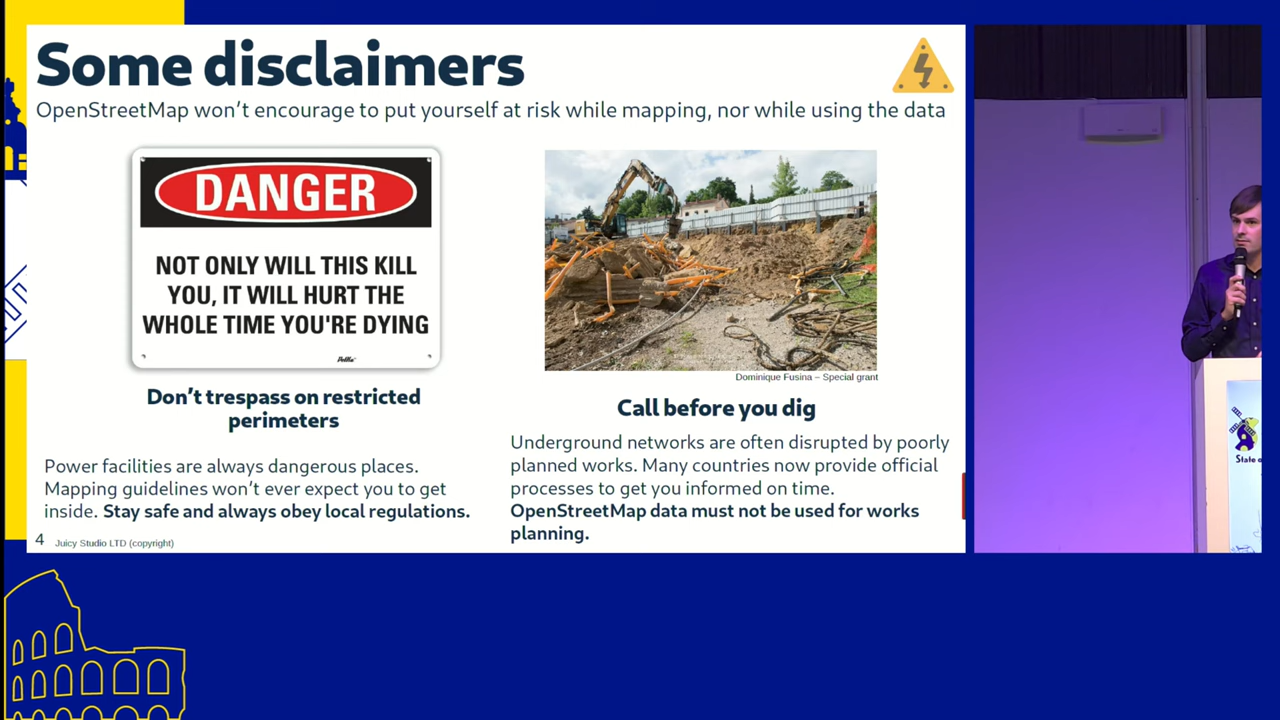 Some disclaimers
OpenStreetMap won't encourage to put yourself at risk while mapping, nor while using the data
DANGER
NOT ONLY WILL THIS KILL
YOU, IT WILL HURT THE
WHOLE TIME YOU'RE DYING
Don't trespass on restricted
perimeters
Power facilities are always dangerous places.
Mapping guidelines won't ever expect you to get
inside. Stay safe and always obey local regulations.
4 Juicy Studio LTD (copyright)
Dominique Fusina – Special grant
Call before you dig
Underground networks are often disrupted by poorly
planned works. Many countries now provide official
processes to get you informed on time.
OpenStreetMap data must not be used for works
planning.
State